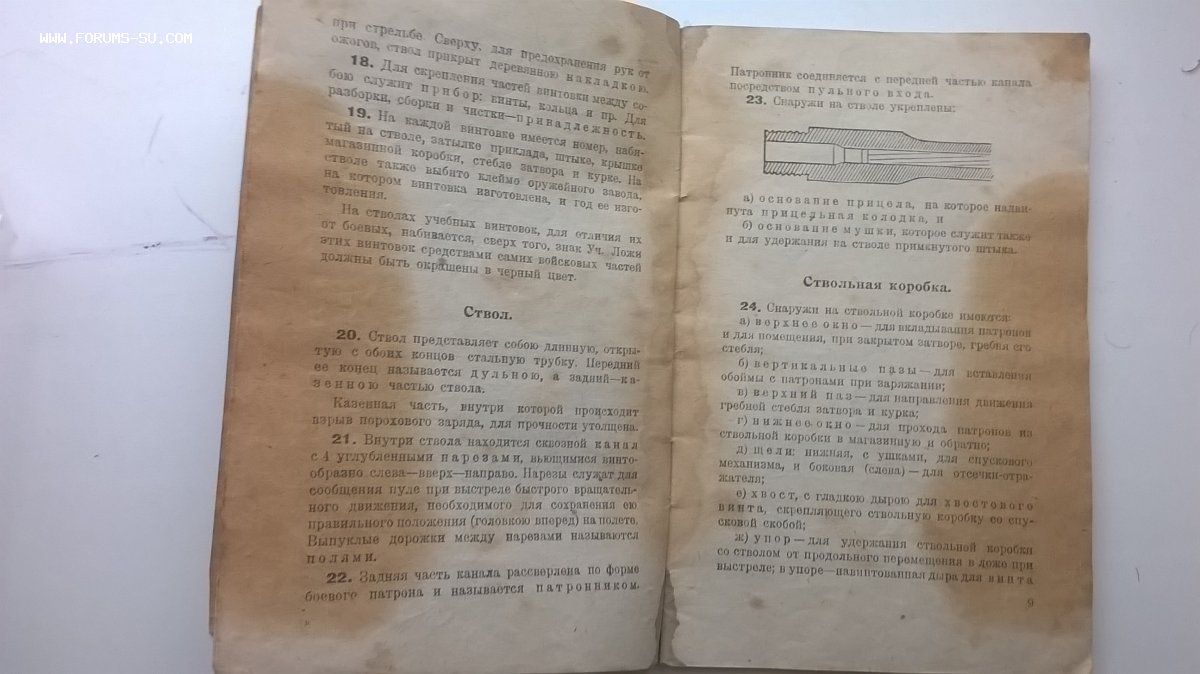 WWW.FORUMS-SU.COM
при стрельбе. Сверху, для предохранения рук от
ожогов, ствол прикрыт деревянною накладкою.
18. Для скрепления частей винтовки между со-
бою служит прибор: винты, кольца и пр. Для
разборки, сборки и чистки—принадлежность.
19. На каждой винтовке имеется номер, наби-
тый на стволе, затылке приклада, штыке, крышке
магазинной коробки, стебле затвора и курке. На
стволе также выбито клеймо оружейного завода,
на котором винтовка изготовлена, и год ее изго-
товления.
На стволах учебных винтовок, для отличия их
от боевых, набивается, сверх того, знак Уч. Ложи
этих винтовок средствами самих войсковых частей
должны быть окрашены в черный цвет.
Ствол.
20. Ствол представляет собою длинную, откры-
тую с обоих концов стальную трубку. Передний
ее конец называется дульною, а задний—ка-
зенною частью ствола.
Казенная часть, внутри которой происходит
взрыв порохового заряда, для прочности утолщена.
21. Внутри ствола находится сквозной канал
с 4 углубленными нарезами, вьющимися винто-
образно слева—вверх—направо. Нарезы служат для
сообщения пуле при выстреле быстрого вращатель-
ного движения, необходимого для сохранения ею
правильного положения (головкою вперед) на полете.
Выпуклые дорожки между нарезами называются
полями.
22. Задняя часть канала рассверлена по форме
боевого патрона и называется патронником.
8
Патронник соединяется с передней частью канала
посредством пульного входа.
23. Снаружи на стволе укреплены:
а) основание прицела, на которое надви-
нута прицельная колодка, и
б) основание мушки, которое служит также
и для удержания на стволе примкнутого штыка.
Ствольная коробка.
24. Снаружи на ствольной коробке имеются:
а) верхнее окно—для вкладывания патронов
и для помещения, при закрытом затворе, гребня его
стебля;
б) вертикальные пазы—для вставления
обоймы с патронами при заряжании;
в) верхний паз—для направления движения
гребней стебля затвора и курка;
г) нижнее окно—для прохода патронов из
ствольной коробки в магазинную и обратно;
д) щели: нижняя, с ушками, для спускового
механизма, и боковая (слева)—для отсечки-отра-
жателя;
е) хвост, с гладкою дырою для хвостового
винта, скрепляющего ствольную коробку со спу-
сковой скобой;
ж) упор—для удержания ствольной коробки
со стволом от продольного перемещения в ложе при
выстреле; в упоре—навинтованная дыра для винта
9